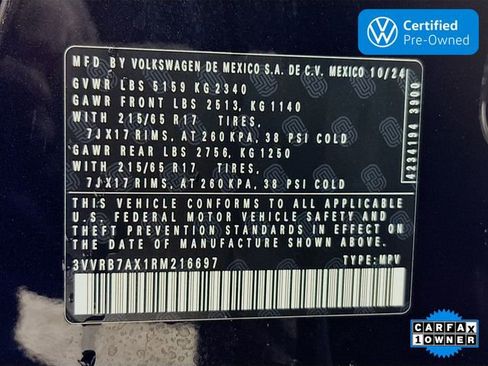 Certified
Pre-Owned
MFD BY VOLKSWAGEN DE MEXICO S.A. DE C.V. MEXICO 10/24
GVWR LBS 5159 KG 2340
GAWR FRONT LBS 2513, KG 1140
WITH 215/65 R17 TIRES,
7JX17 RIMS, AT 260 KPA, 38 PSI COLD
GAWR REAR LBS 2756, KG 1250
WITH 215/65 R17 TIRES,
7JX17 RIMS, AT 260 KPA, 38 PSI COLD
THIS VEHICLE CONFORMS TO ALL APPLICABLE
U.S. FEDERAL MOTOR VEHICLE SAFETY AND
THEFT PREVENTION STANDARDS IN EFFECT ON
THE DATE OF MANUFACTURE SHOWN ABOVE.
3VVRB7AX1RM216697 TYPE: MPV
A234194 3900
CARFAX
1 OWNER